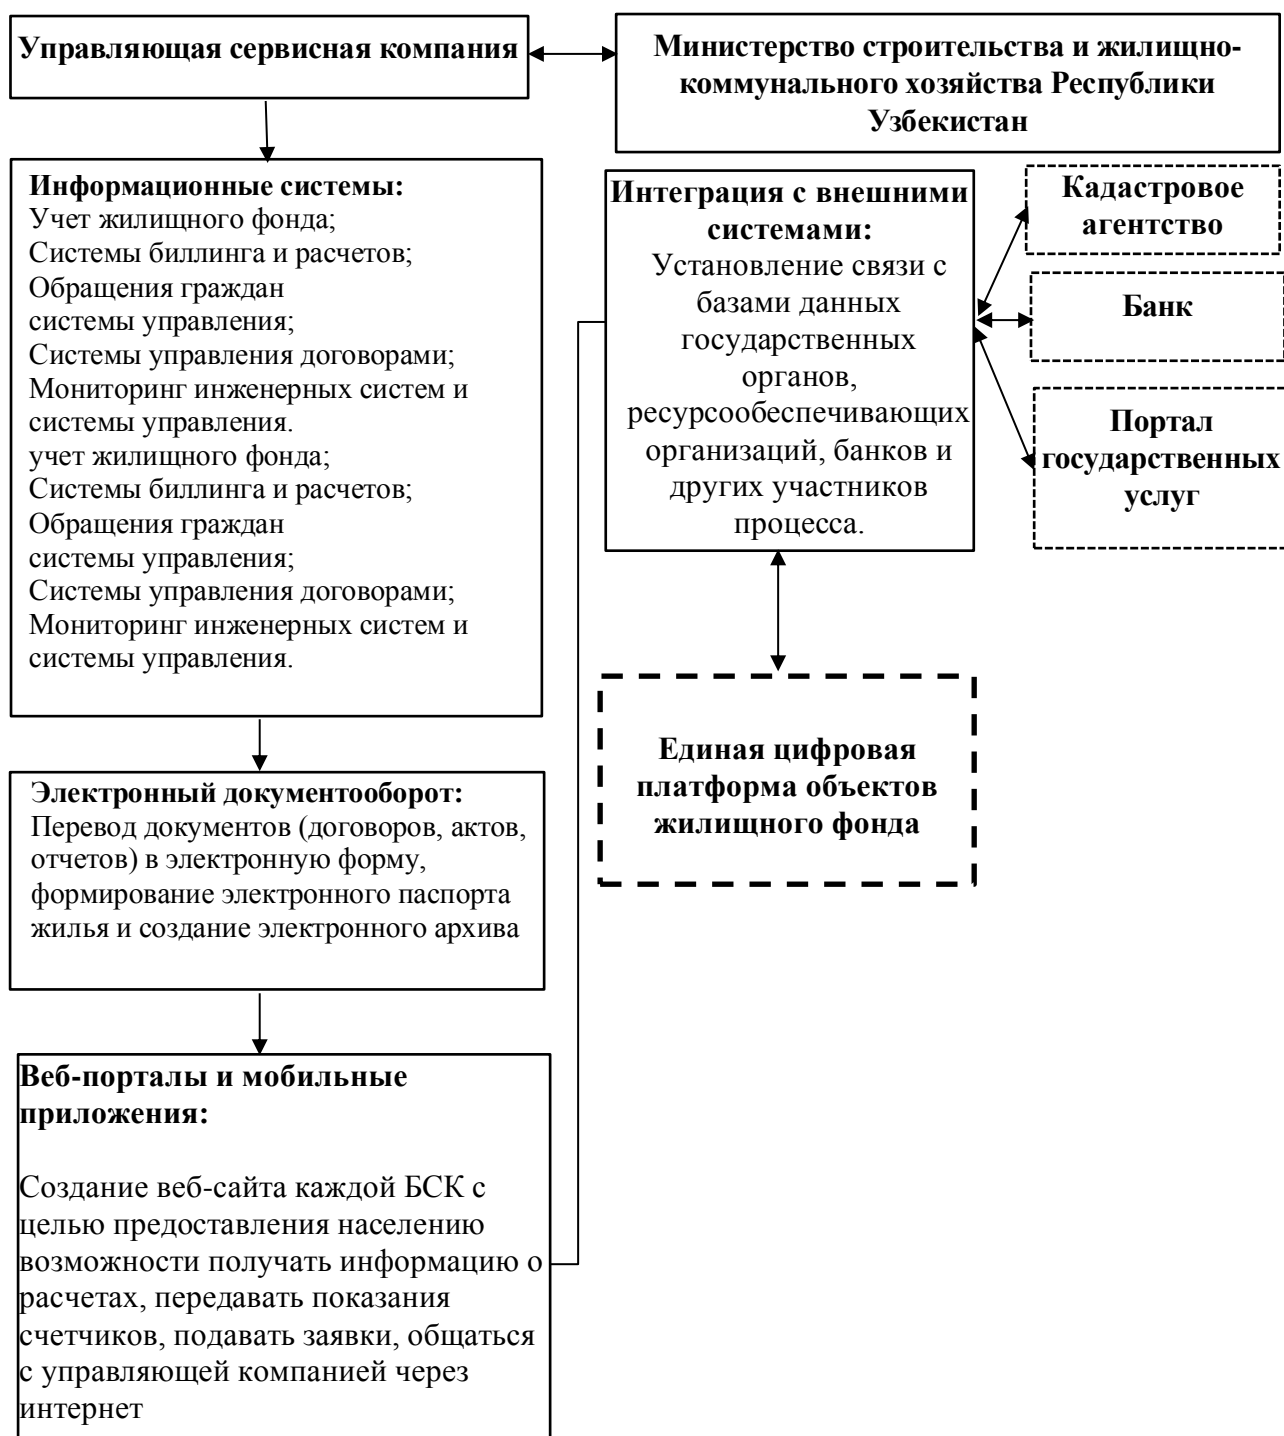 Управляющая сервисная компания
Министерство строительства и жилищно-
коммунального хозяйства Республики
Узбекистан
Информационные системы:
Учет жилищного фонда;
Системы биллинга и расчетов;
Обращения граждан
системы управления;
Системы управления договорами;
Мониторинг инженерных систем и
системы управления.
учет жилищного фонда;
Системы биллинга и расчетов;
Обращения граждан
системы управления;
Системы управления договорами;
Мониторинг инженерных систем и
системы управления.
Электронный документооборот:
Перевод документов (договоров, актов,
отчетов) в электронную форму,
формирование электронного паспорта
жилья и создание электронного архива
Веб-порталы и мобильные
приложения:
Создание веб-сайта каждой БСК с
целью предоставления населению
возможности получать информацию о
расчетах, передавать показания
счетчиков, подавать заявки, общаться
с управляющей компанией через
интернет
Интеграция с внешними
системами:
Установление связи с
базами данных
государственных
органов,
ресурсообеспечивающих
организаций, банков и
других участников
процесса.
Кадастровое
агентство
Банк
Портал
государственных
услуг
Единая цифровая
платформа объектов
жилищного фонда